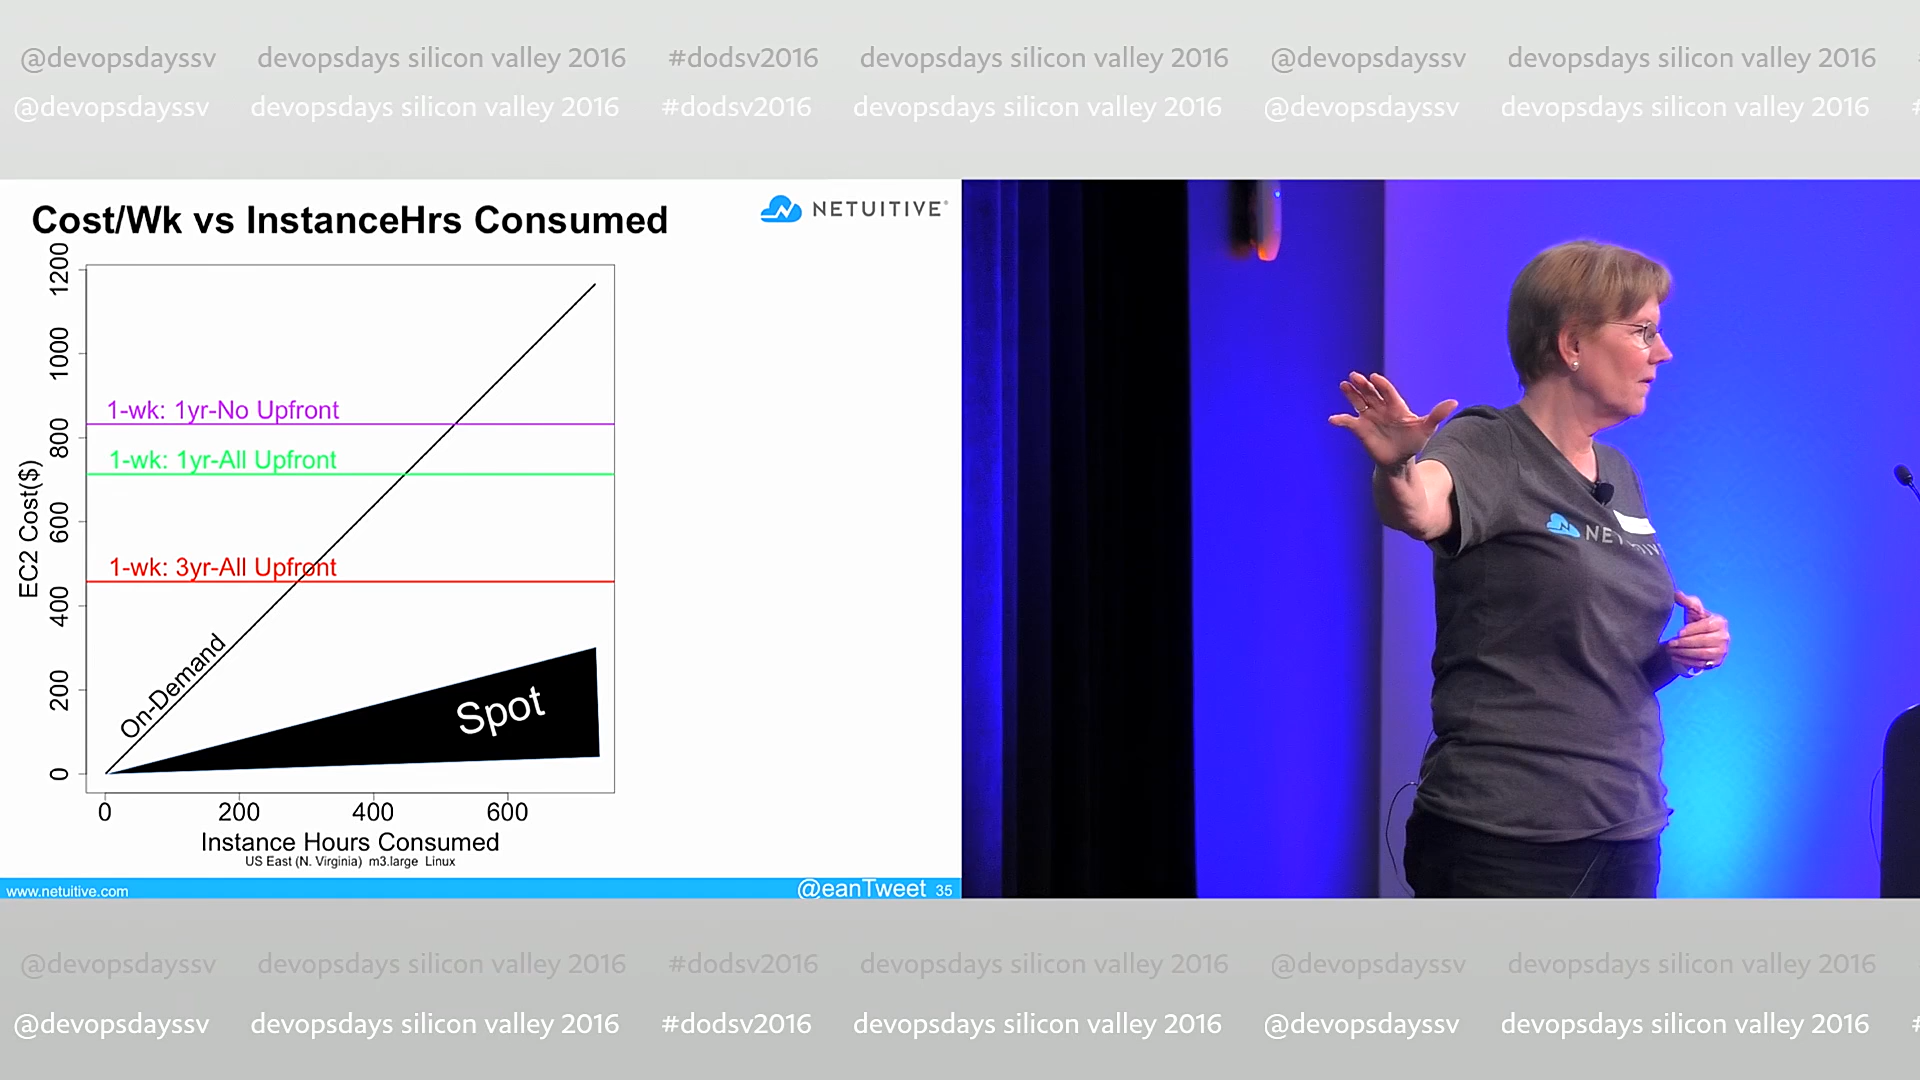 @devopsdayssv devopsdays silicon valley 2016 #dodsv2016 devopsdays silicon valley 2016 @devopsdayssv devopsdays silicon valley 2016
@devopsdayssv devopsdays silicon valley 2016 #dodsv2016 devopsdays silicon valley 2016 @devopsdayssv devopsdays silicon valley 2016 #
Cost/Wk vs InstanceHrs Consumed
NETUITIVE
EC2 Cost($)
1200
1000
800
600
400
200
0
1-wk: 1yr-No Upfront
1-wk: 1yr-All Upfront
1-wk: 3yr-All Upfront
On-Demand
Spot
0 200 400 600
Instance Hours Consumed
US East (N. Virginia) m3.large Linux
www.netuitive.com
@eanTweet 35
@devopsdayssv devopsdays silicon valley 2016 #dodsv2016 devopsdays silicon valley 2016 @devopsdayssv devopsdays silicon valley 2016
@devopsdayssv devopsdays silicon valley 2016 #dodsv2016 devopsdays silicon valley 2016 @devopsdayssv devopsdays silicon valley 2016 #